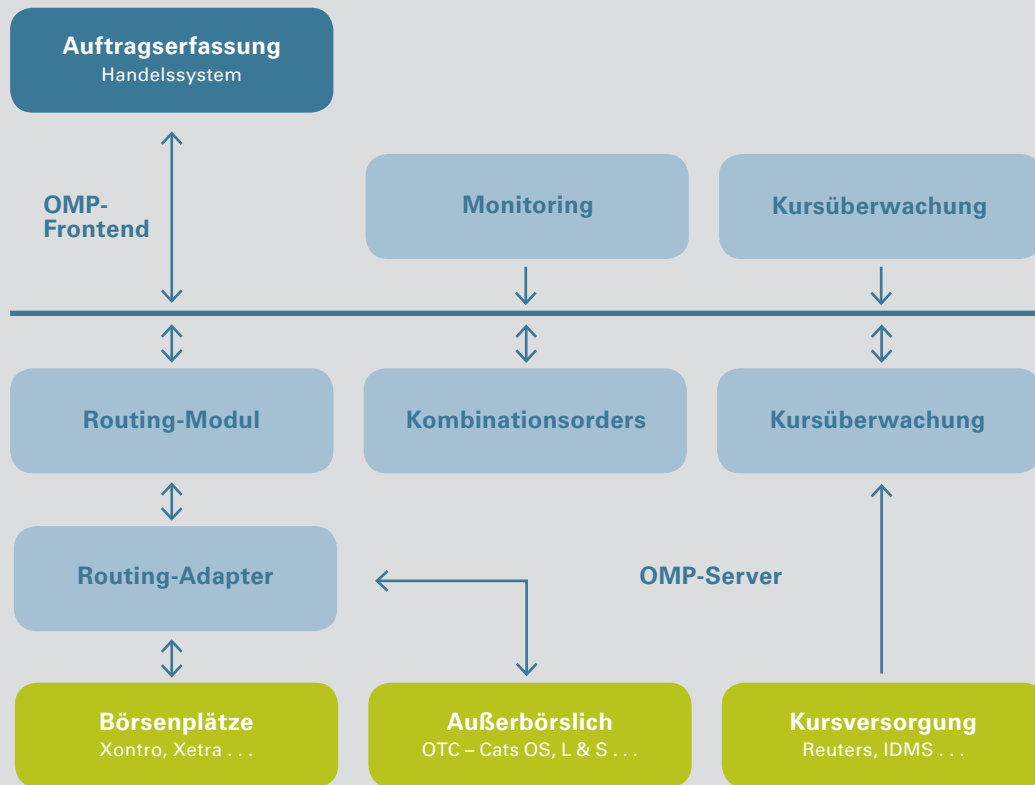 Auftragserfassung
Handelssystem
OMP-
Frontend
Monitoring
Kursüberwachung
Routing-Modul
Kombinationsorders
Kursüberwachung
Routing-Adapter
OMP-Server
Börsenplätze
Xontro, Xetra . . .
Außerbörslich
OTC – Cats OS, L & S . . .
Kursversorgung
Reuters, IDMS . . .